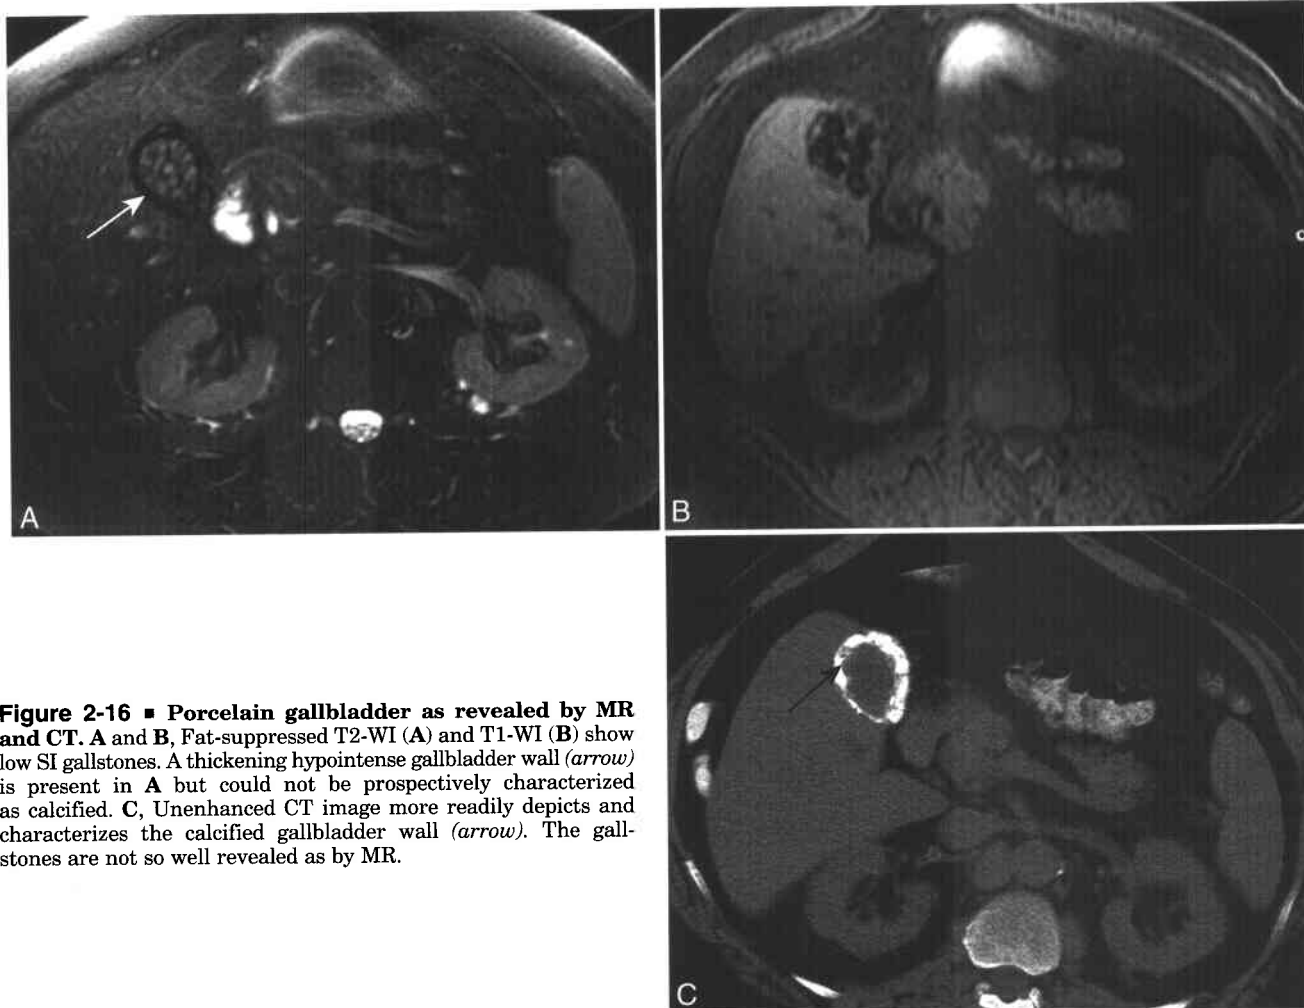 A
B
Figure 2-16 ■ Porcelain gallbladder as revealed by MR
and CT. A and B, Fat-suppressed T2-WI (A) and T1-WI (B) show
low SI gallstones. A thickening hypointense gallbladder wall (arrow)
is present in A but could not be prospectively characterized
as calcified. C, Unenhanced CT image more readily depicts and
characterizes the calcified gallbladder wall (arrow). The gall-
stones are not so well revealed as by MR.
C